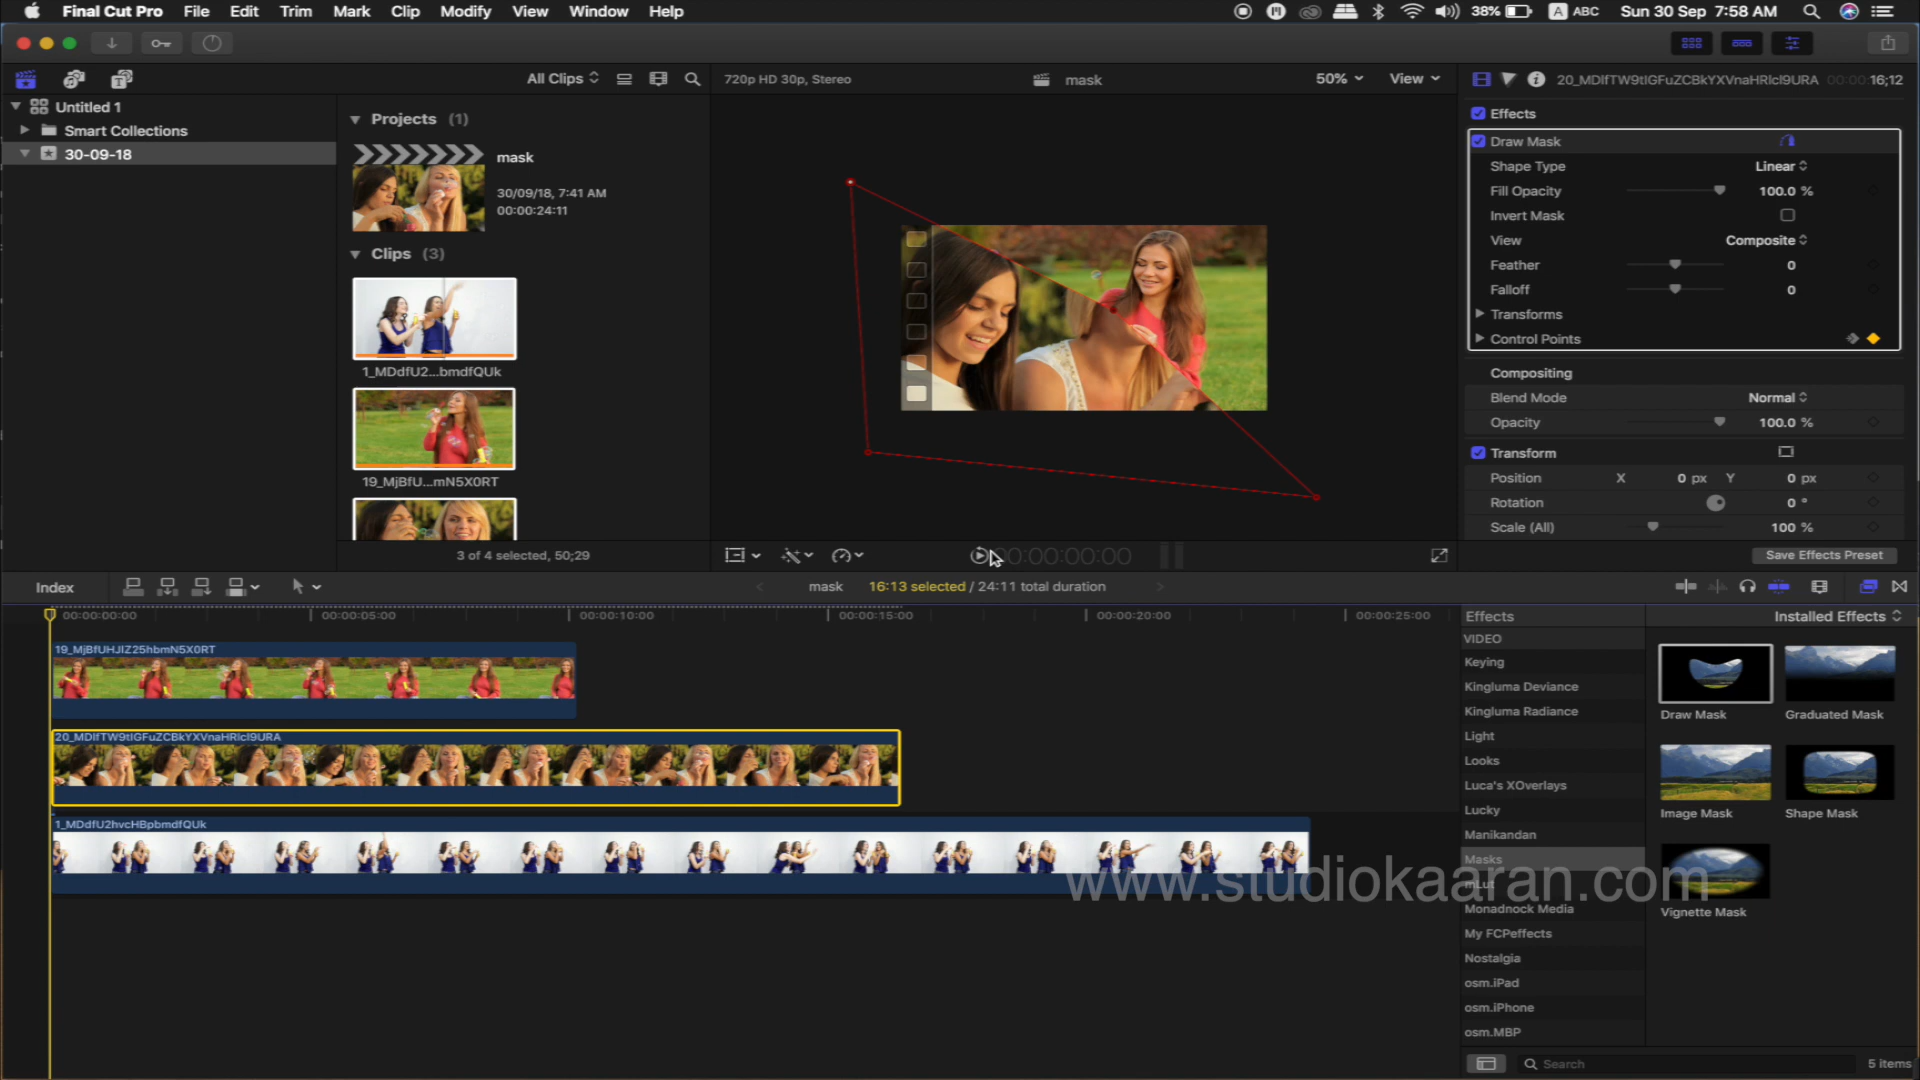 Final Cut Pro File Edit Trim Mark Clip Modify View Window Help 38% A ABC Sun 30 Sep 7:58 AM
All Clips 720p HD 30p, Stereo mask 50% View 20_MDlfTW9tIGFuZCBkYXVnaHRlcl9URA 00:00:16;12
Untitled 1
Smart Collections
30-09-18
Projects (1)
mask
30/09/18, 7:41 AM
00:00:24:11
Clips (3)
1_MDdfU2...bmdfQUk
19_MjBfU...mN5X0RT
3 of 4 selected, 50;29
00:00:00:00
Effects
Draw Mask
Shape Type Linear
Fill Opacity 100.0 %
Invert Mask
View Composite
Feather 0
Falloff 0
Transforms
Control Points
Compositing
Blend Mode Normal
Opacity 100.0 %
Transform
Position X 0 px Y 0 px
Rotation 0 °
Scale (All) 100 %
Save Effects Preset
Index mask 16:13 selected / 24:11 total duration
00:00:00:00 00:00:05:00 00:00:10:00 00:00:15:00 00:00:20:00 00:00:25:00
19_MjBfUHJlZ25hbmN5X0RT
20_MDlfTW9tIGFuZCBkYXVnaHRlcl9URA
1_MDdfU2hvcHBpbmdfQUk
Effects Installed Effects
VIDEO
Keying
Kingluma Deviance
Kingluma Radiance
Light
Looks
Luca's XOverlays
Lucky
Manikandan
Masks
mLut
Monadnock Media
My FCPeffects
Nostalgia
osm.iPad
osm.iPhone
osm.MBP
Draw Mask Graduated Mask
Image Mask Shape Mask
Vignette Mask
www.studiokaaran.com
Search 5 items